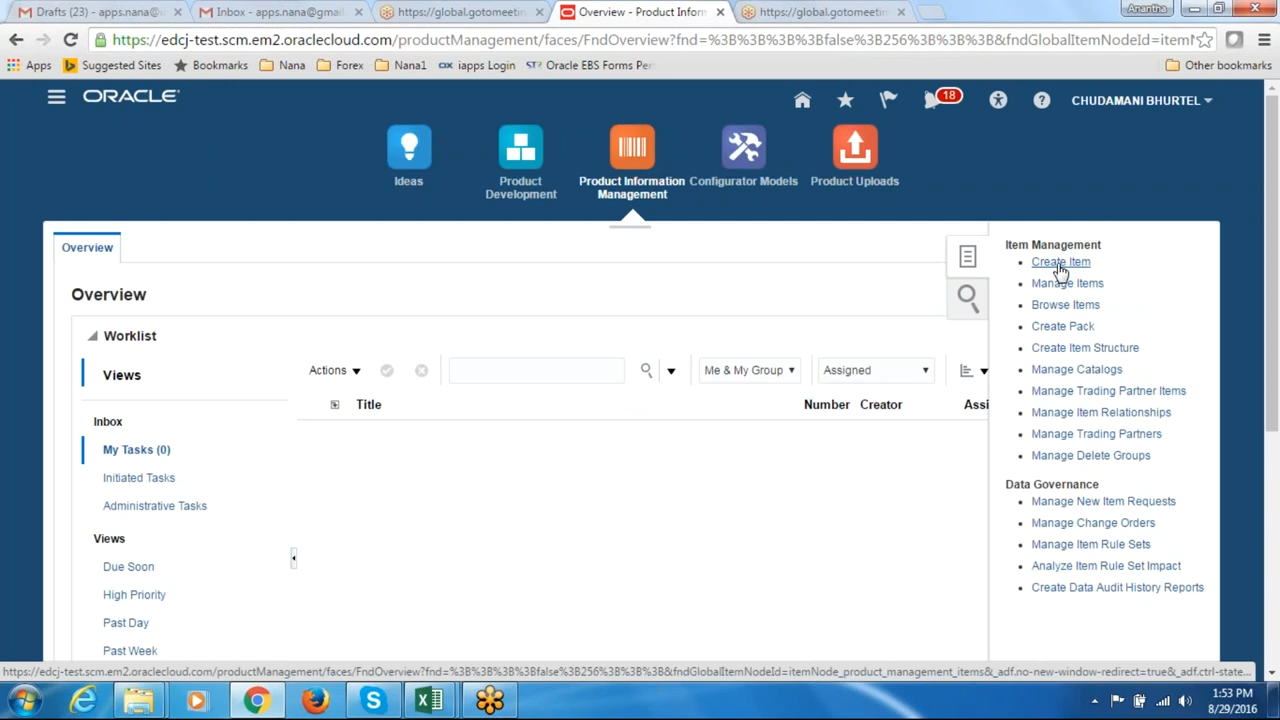 Drafts (23) - apps.nana@
Inbox - apps.nana@gmail
https://global.gotomeetin
Overview - Product Inforn
https://global.gotomeetin
Anantha
https://edcj-test.scm.em2.oraclecloud.com/productManagement/faces/FndOverview?fnd=%3B%3B%3B%3Bfalse%3B256%3B%3B%3B&fndGlobalItemNodeId=item
Apps
Suggested Sites
Bookmarks
Nana
Forex
Nana1
iapps Login
Oracle EBS Forms Per
Other bookmarks
ORACLE
18
CHUDAMANI BHURTEL
Ideas
Product
Development
Product Information
Management
Configurator Models
Product Uploads
Overview
Overview
Worklist
Views
Actions
Me & My Group
Assigned
Title
Number
Creator
Assi
Inbox
My Tasks (0)
Initiated Tasks
Administrative Tasks
Views
Due Soon
High Priority
Past Day
Past Week
Item Management
Create Item
Manage Items
Browse Items
Create Pack
Create Item Structure
Manage Catalogs
Manage Trading Partner Items
Manage Item Relationships
Manage Trading Partners
Manage Delete Groups
Data Governance
Manage New Item Requests
Manage Change Orders
Manage Item Rule Sets
Analyze Item Rule Set Impact
Create Data Audit History Reports
https://edcj-test.scm.em2.oraclecloud.com/productManagement/faces/FndOverview?fnd=%3B%3B%3B%3Bfalse%3B256%3B%3B%3B&fndGlobalItemNodeId=itemNode_product_management_items&_adf.no-new-window-redirect=true&_adf.ctrl-state...
1:53 PM
8/29/2016